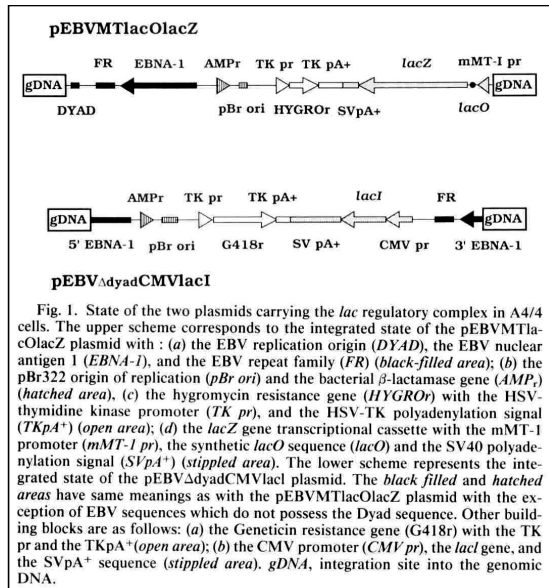 pEBVMTlacOlacZ
FR EBNA-1 AMPr TK pr TK pA+ lacZ mMT-I pr
gDNA gDNA
DYAD pBr ori HYGROr SVpA+ lacO
AMPr TK pr TK pA+ lacI FR
gDNA gDNA
5' EBNA-1 pBr ori G418r SV pA+ CMV pr 3' EBNA-1
pEBV∆dyadCMVlacI
Fig. 1. State of the two plasmids carrying the lac regulatory complex in A4/4
cells. The upper scheme corresponds to the integrated state of the pEBVMTla-
cOlacZ plasmid with : (a) the EBV replication origin (DYAD), the EBV nuclear
antigen 1 (EBNA-1), and the EBV repeat family (FR) (black-filled area); (b) the
pBr322 origin of replication (pBr ori) and the bacterial β-lactamase gene (AMPr)
(hatched area), (c) the hygromycin resistance gene (HYGROr) with the HSV-
thymidine kinase promoter (TK pr), and the HSV-TK polyadenylation signal
(TKpA+) (open area); (d) the lacZ gene transcriptional cassette with the mMT-1
promoter (mMT-1 pr), the synthetic lacO sequence (lacO) and the SV40 polyade-
nylation signal (SVpA+) (stippled area). The lower scheme represents the inte-
grated state of the pEBV∆dyadCMVlacI plasmid. The black filled and hatched
areas have same meanings as with the pEBVMTlacOlacZ plasmid with the ex-
ception of EBV sequences which do not possess the Dyad sequence. Other build-
ing blocks are as follows: (a) the Geneticin resistance gene (G418r) with the TK
pr and the TKpA+(open area); (b) the CMV promoter (CMV pr), the lacI gene, and
the SVpA+ sequence (stippled area). gDNA, integration site into the genomic
DNA.